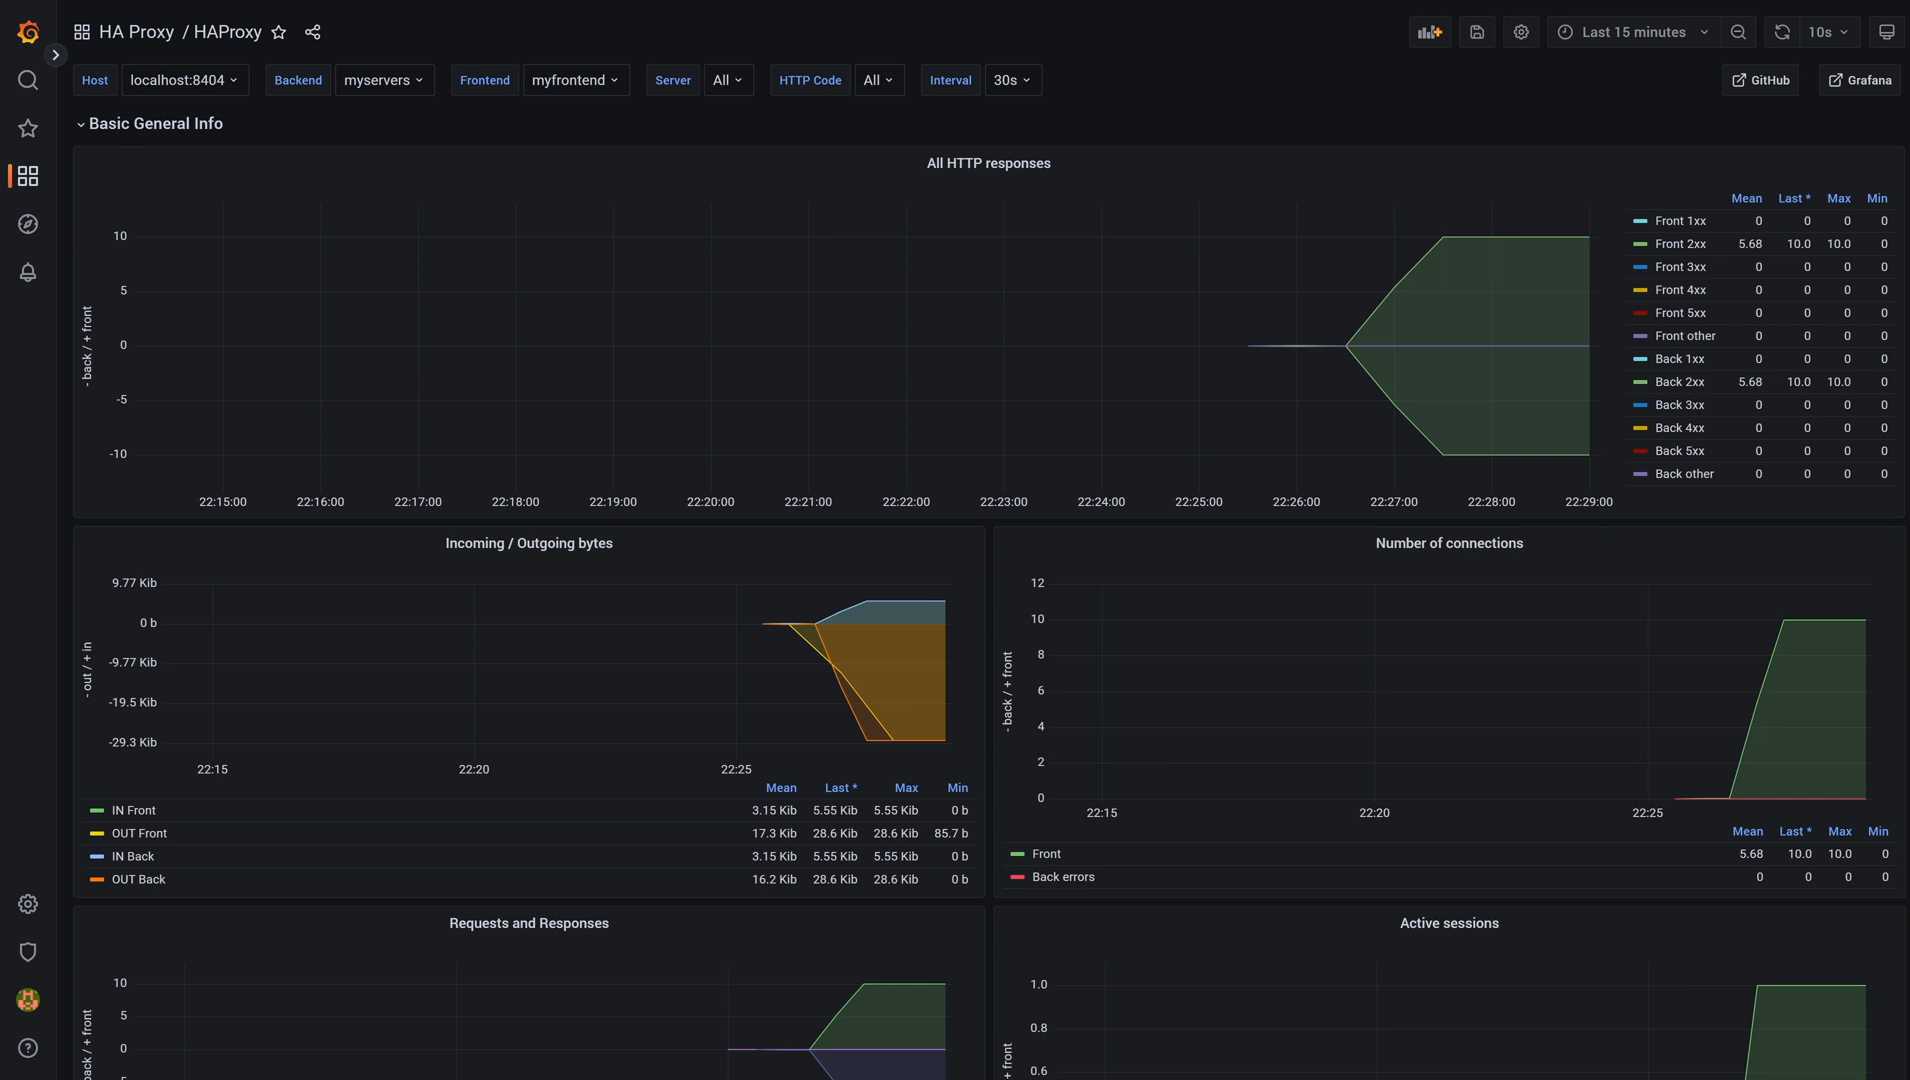 HA Proxy / HAProxy
Last 15 minutes
10s
Host localhost:8404 Backend myservers Frontend myfrontend Server All HTTP Code All Interval 30s GitHub Grafana
Basic General Info
All HTTP responses
- back / + front
10
5
0
-5
-10
22:15:00 22:16:00 22:17:00 22:18:00 22:19:00 22:20:00 22:21:00 22:22:00 22:23:00 22:24:00 22:25:00 22:26:00 22:27:00 22:28:00 22:29:00
Mean Last * Max Min
Front 1xx 0 0 0 0
Front 2xx 5.68 10.0 10.0 0
Front 3xx 0 0 0 0
Front 4xx 0 0 0 0
Front 5xx 0 0 0 0
Front other 0 0 0 0
Back 1xx 0 0 0 0
Back 2xx 5.68 10.0 10.0 0
Back 3xx 0 0 0 0
Back 4xx 0 0 0 0
Back 5xx 0 0 0 0
Back other 0 0 0 0
Incoming / Outgoing bytes
- out / + in
9.77 Kib
0 b
-9.77 Kib
-19.5 Kib
-29.3 Kib
22:15 22:20 22:25
Mean Last * Max Min
IN Front 3.15 Kib 5.55 Kib 5.55 Kib 0 b
OUT Front 17.3 Kib 28.6 Kib 28.6 Kib 85.7 b
IN Back 3.15 Kib 5.55 Kib 5.55 Kib 0 b
OUT Back 16.2 Kib 28.6 Kib 28.6 Kib 0 b
Number of connections
- back / + front
12
10
8
6
4
2
0
22:15 22:20 22:25
Mean Last * Max Min
Front 5.68 10.0 10.0 0
Back errors 0 0 0 0
Requests and Responses
back / + front
10
5
0
Active sessions
+ front
1.0
0.8
0.6